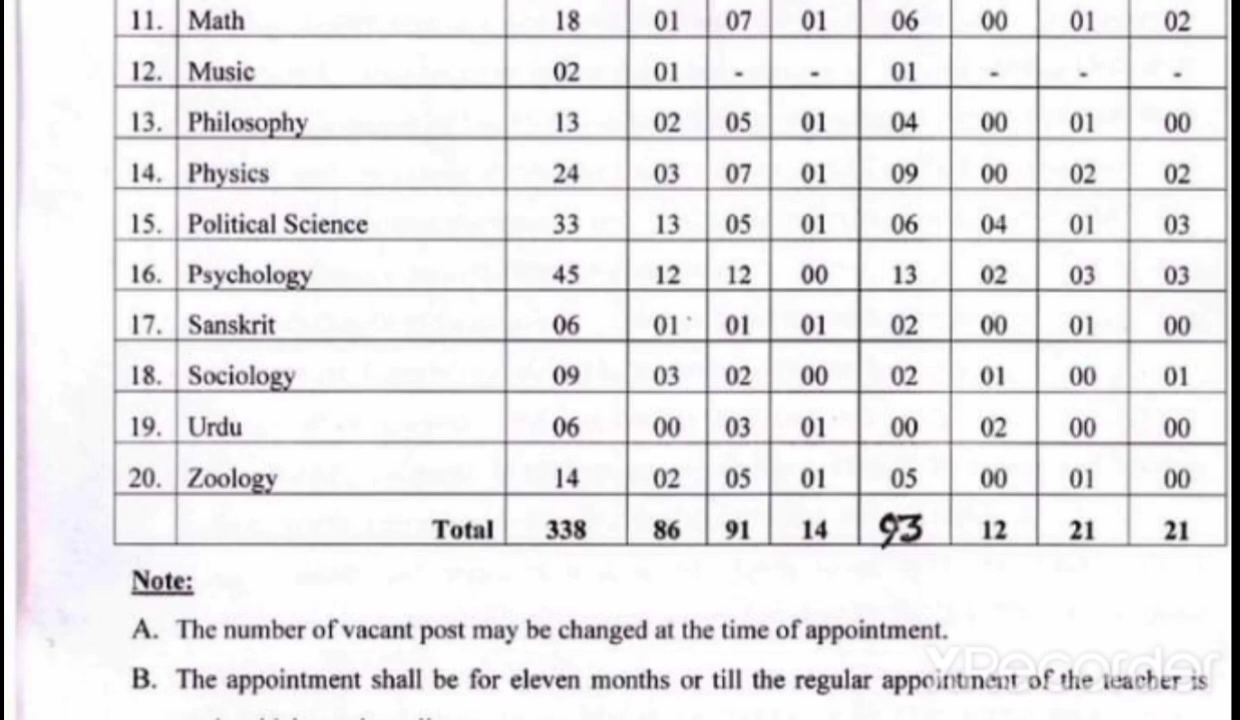 11. Math 18 01 07 01 06 00 01 02
12. Music 02 01 - - 01 - - -
13. Philosophy 13 02 05 01 04 00 01 00
14. Physics 24 03 07 01 09 00 02 02
15. Political Science 33 13 05 01 06 04 01 03
16. Psychology 45 12 12 00 13 02 03 03
17. Sanskrit 06 01 01 01 02 00 01 00
18. Sociology 09 03 02 00 02 01 00 01
19. Urdu 06 00 03 01 00 02 00 00
20. Zoology 14 02 05 01 05 00 01 00
Total 338 86 91 14 93 12 21 21
Note:
A. The number of vacant post may be changed at the time of appointment.
B. The appointment shall be for eleven months or till the regular appointment of the teacher is
XRecorder